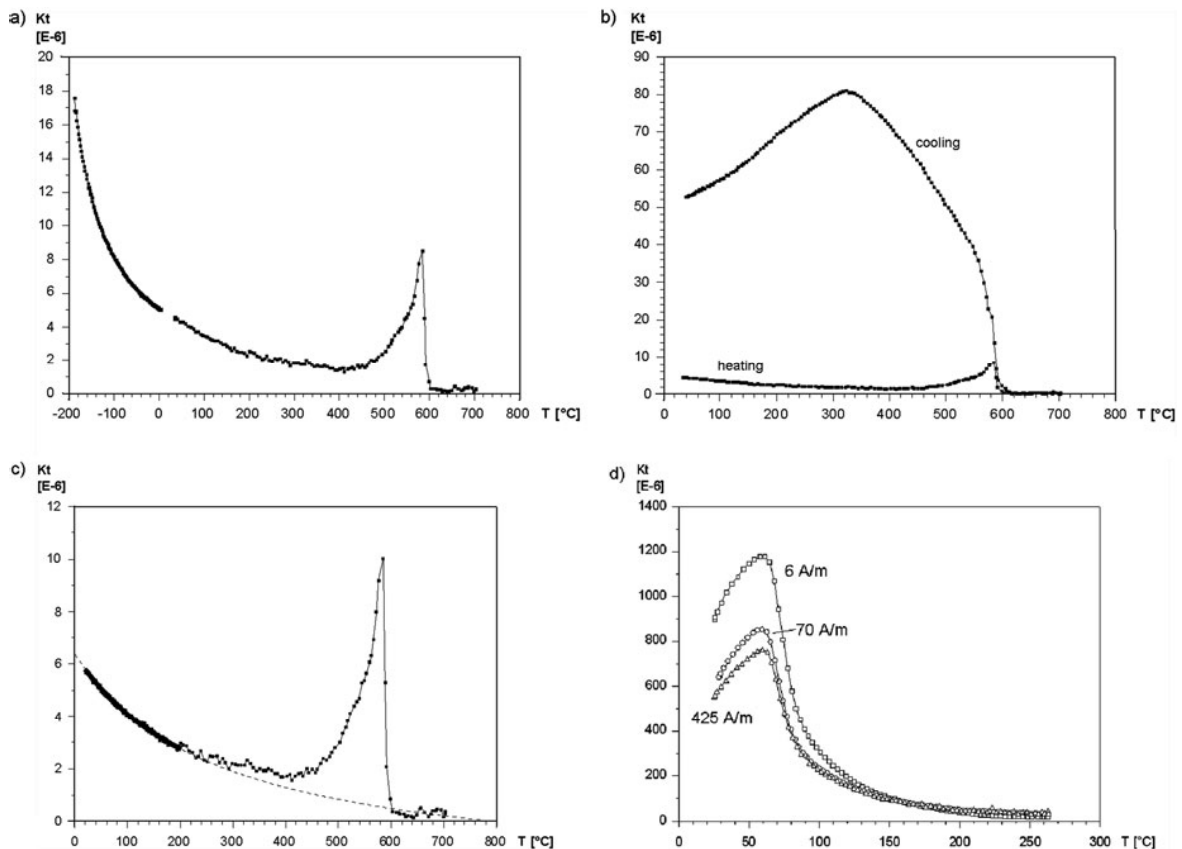 a) Kt
[E-6]
20
18
16
14
12
10
8
6
4
2
0
-200 -100 0 100 200 300 400 500 600 700 800 T [°C]
b) Kt
[E-6]
90
80
70
60
50
40
30
20
10
0
cooling
heating
0 100 200 300 400 500 600 700 800 T [°C]
c) Kt
[E-6]
12
10
8
6
4
2
0
0 100 200 300 400 500 600 700 800 T [°C]
d) Kt
[E-6]
1400
1200
1000
800
600
400
200
0
6 A/m
70 A/m
425 A/m
0 50 100 150 200 250 300 T [°C]